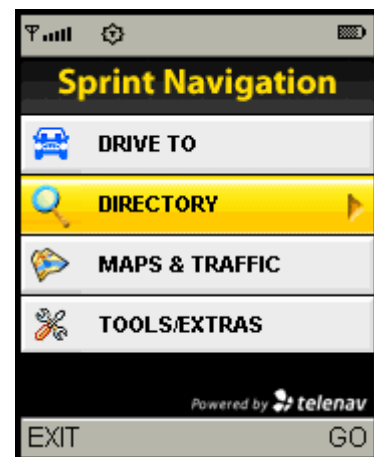 Sprint Navigation
DRIVE TO
DIRECTORY
MAPS & TRAFFIC
TOOLS/EXTRAS
Powered by telenav
EXIT GO